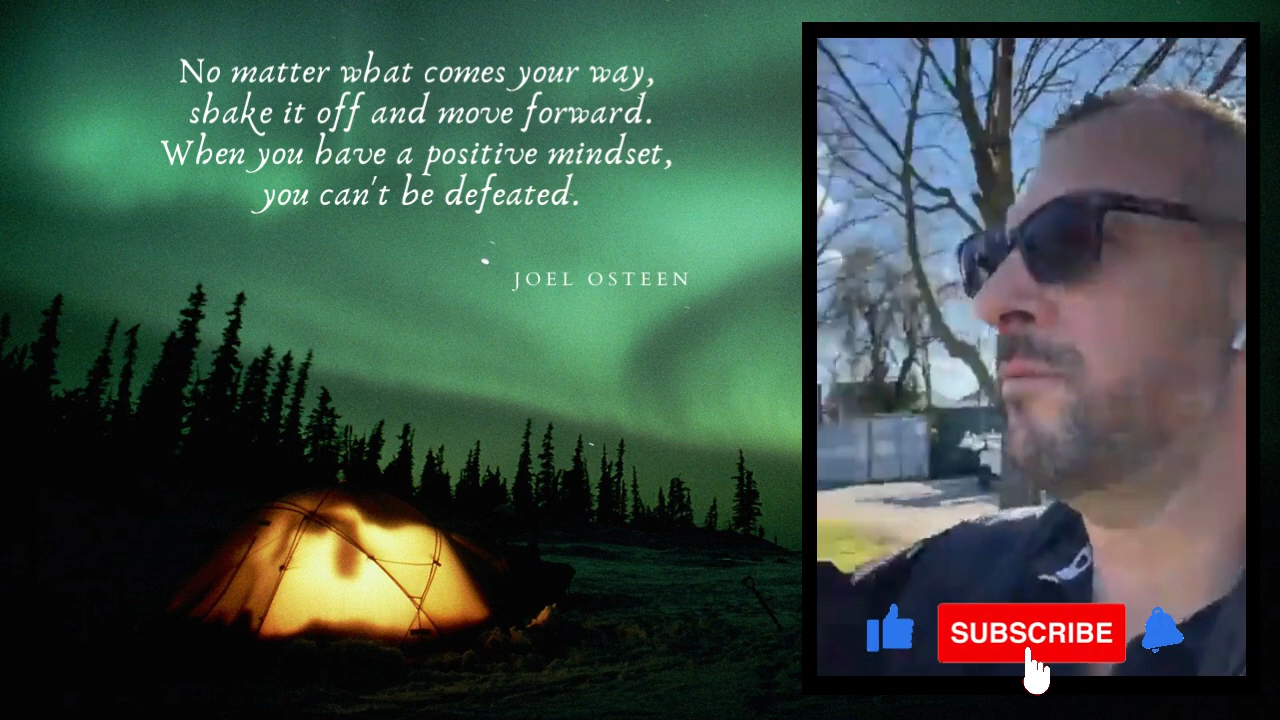 No matter what comes your way,
shake it off and move forward.
When you have a positive mindset,
you can't be defeated.
JOEL OSTEEN
SUBSCRIBE